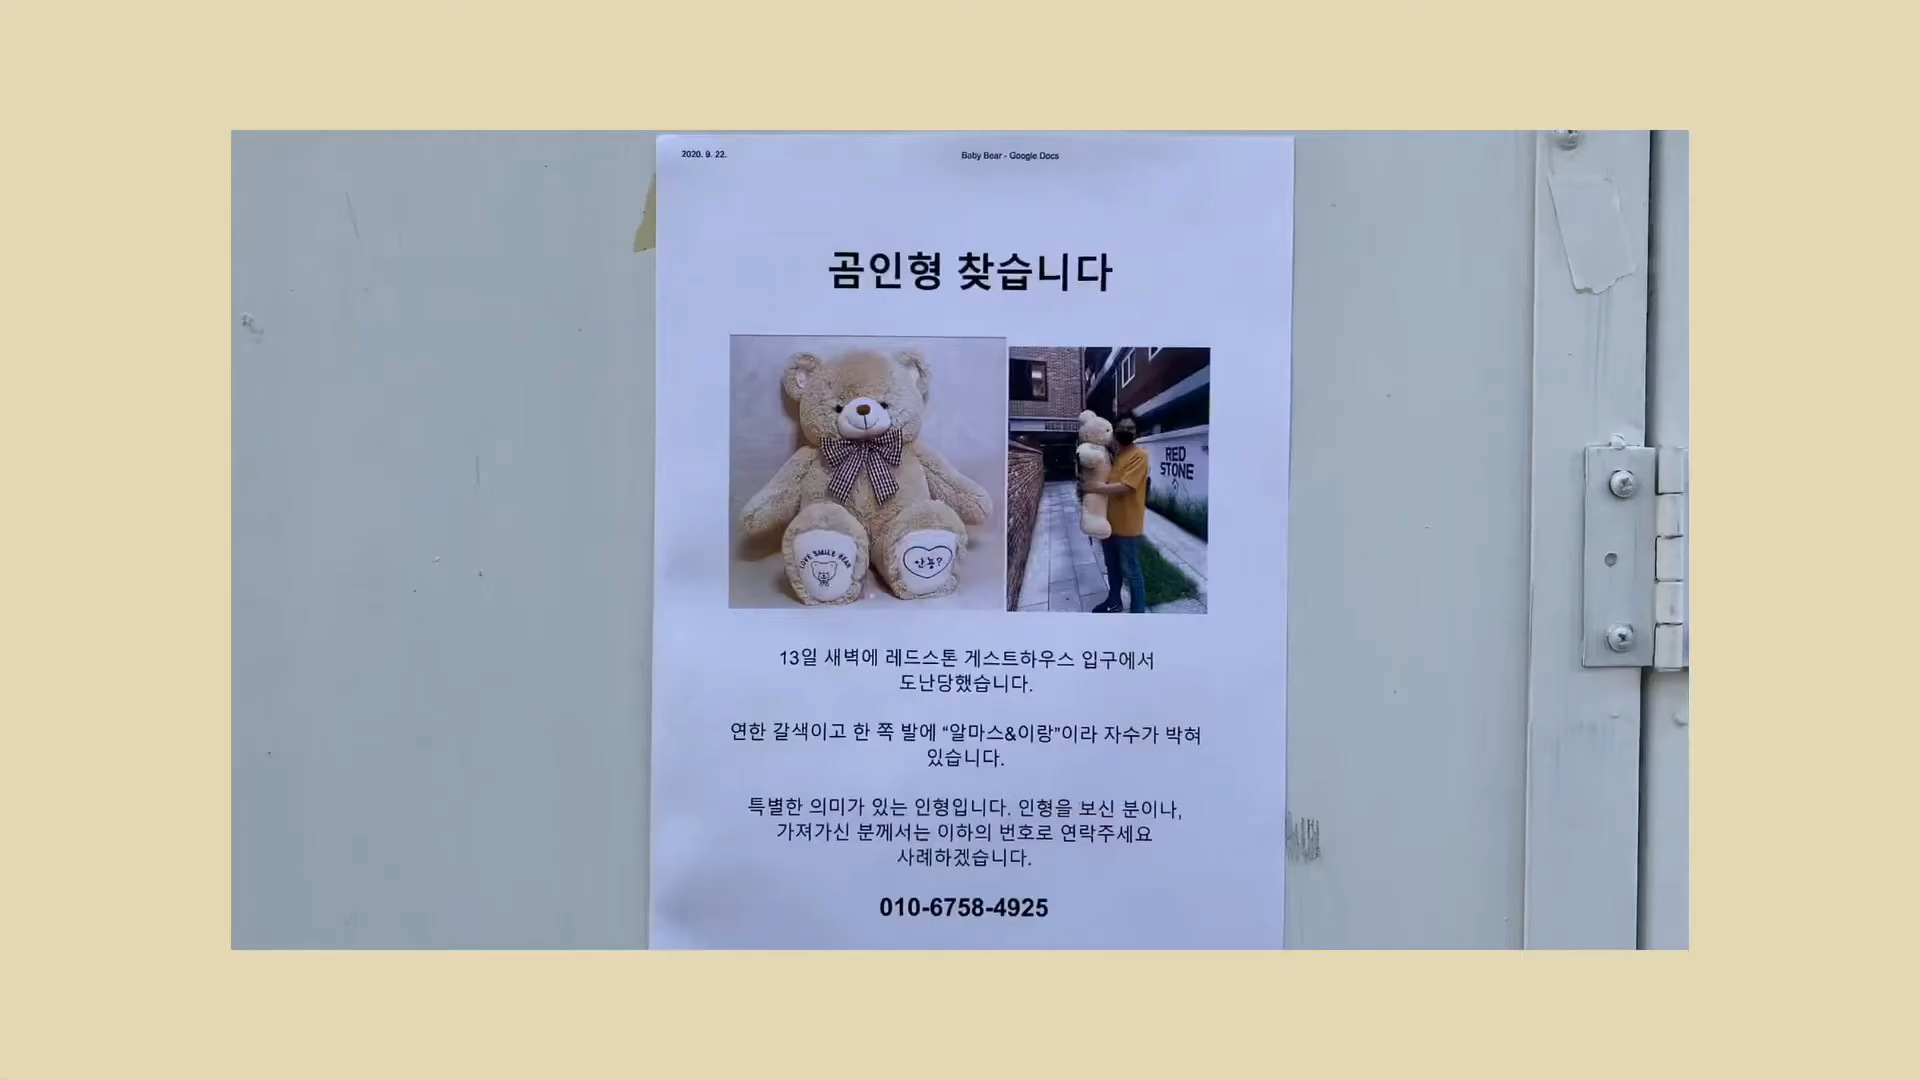 2020. 9. 22.
Baby Bear - Google Docs
곰인형 찾습니다
RED
STONE
LOVE SMILE BEAR
안뇽?
13일 새벽에 레드스톤 게스트하우스 입구에서
도난당했습니다.
연한 갈색이고 한 쪽 발에 “알마스&이랑”이라 자수가 박혀
있습니다.
특별한 의미가 있는 인형입니다. 인형을 보신 분이나,
가져가신 분께서는 이하의 번호로 연락주세요
사례하겠습니다.
010-6758-4925